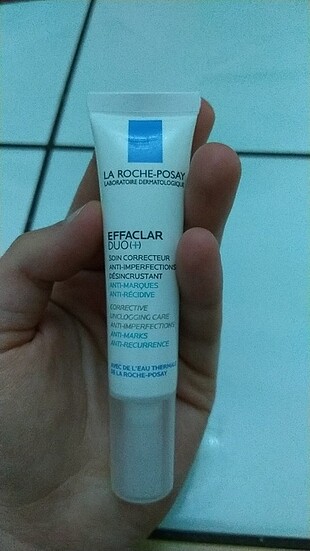 LA ROCHE-POSAY
LABORATOIRE DERMATOLOGIQUE
EFFACLAR
DUO(+)
SOIN CORRECTEUR
ANTI-IMPERFECTIONS
DÉSINCRUSTANT
ANTI-MARQUES
ANTI-RÉCIDIVE
CORRECTIVE
UNCLOGGING CARE
ANTI-IMPERFECTIONS
ANTI-MARKS
ANTI-RECURRENCE
AVEC DE L'EAU THERMALE
DE LA ROCHE-POSAY